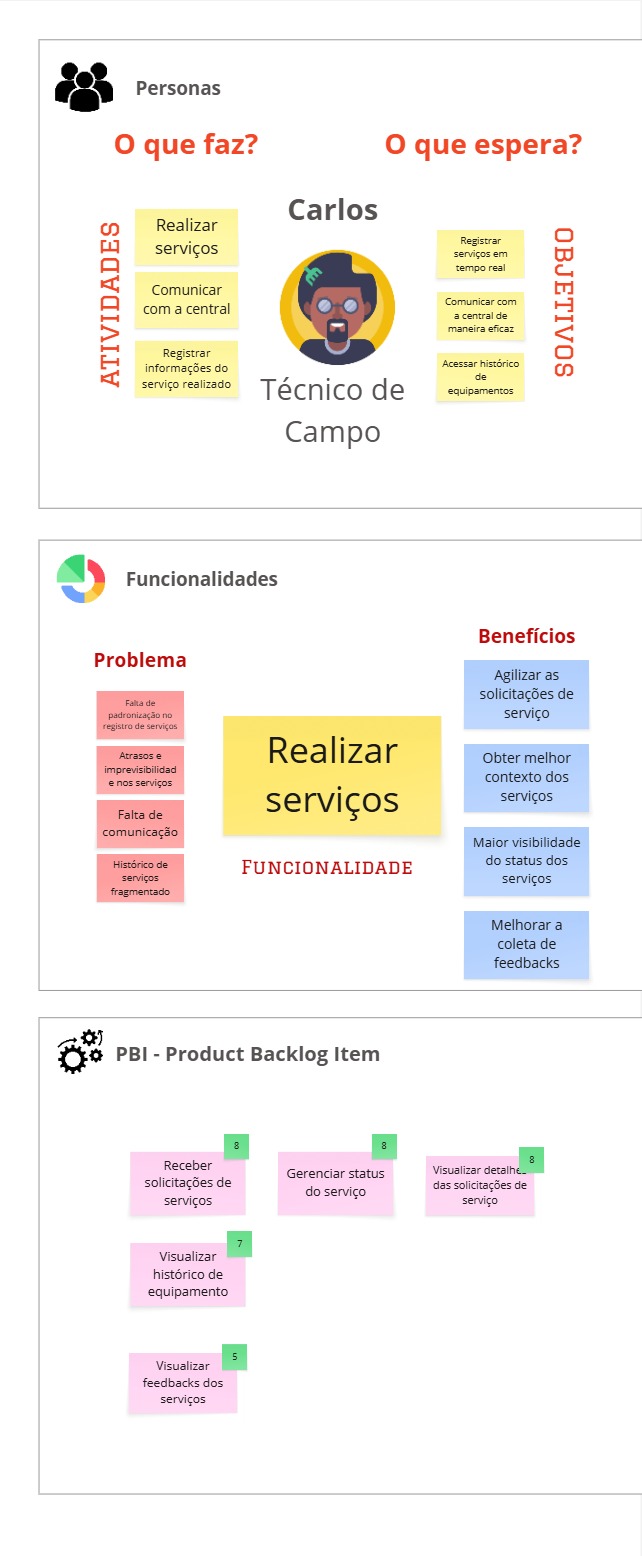 Personas
O que faz?
O que espera?
ATIVIDADES
Realizar
serviços
Comunicar
com a central
Registrar
informações do
serviço realizado
Carlos
Técnico de
Campo
Registrar
serviços em
tempo real
Comunicar com
a central de
maneira eficaz
Acessar histórico
de
equipamentos
OBJETIVOS
Funcionalidades
Problema
Falta de
padronização no
registro de serviços
Atrasos e
imprevisibilidad
e nos serviços
Falta de
comunicação
Histórico de
serviços
fragmentado
Realizar
serviços
Funcionalidade
Benefícios
Agilizar as
solicitações de
serviço
Obter melhor
contexto dos
serviços
Maior visibilidade
do status dos
serviços
Melhorar a
coleta de
feedbacks
PBI - Product Backlog Item
8
Receber
solicitações de
serviços
8
Gerenciar status
do serviço
8
Visualizar detalhes
das solicitações de
serviço
7
Visualizar
histórico de
equipamento
5
Visualizar
feedbacks dos
serviços